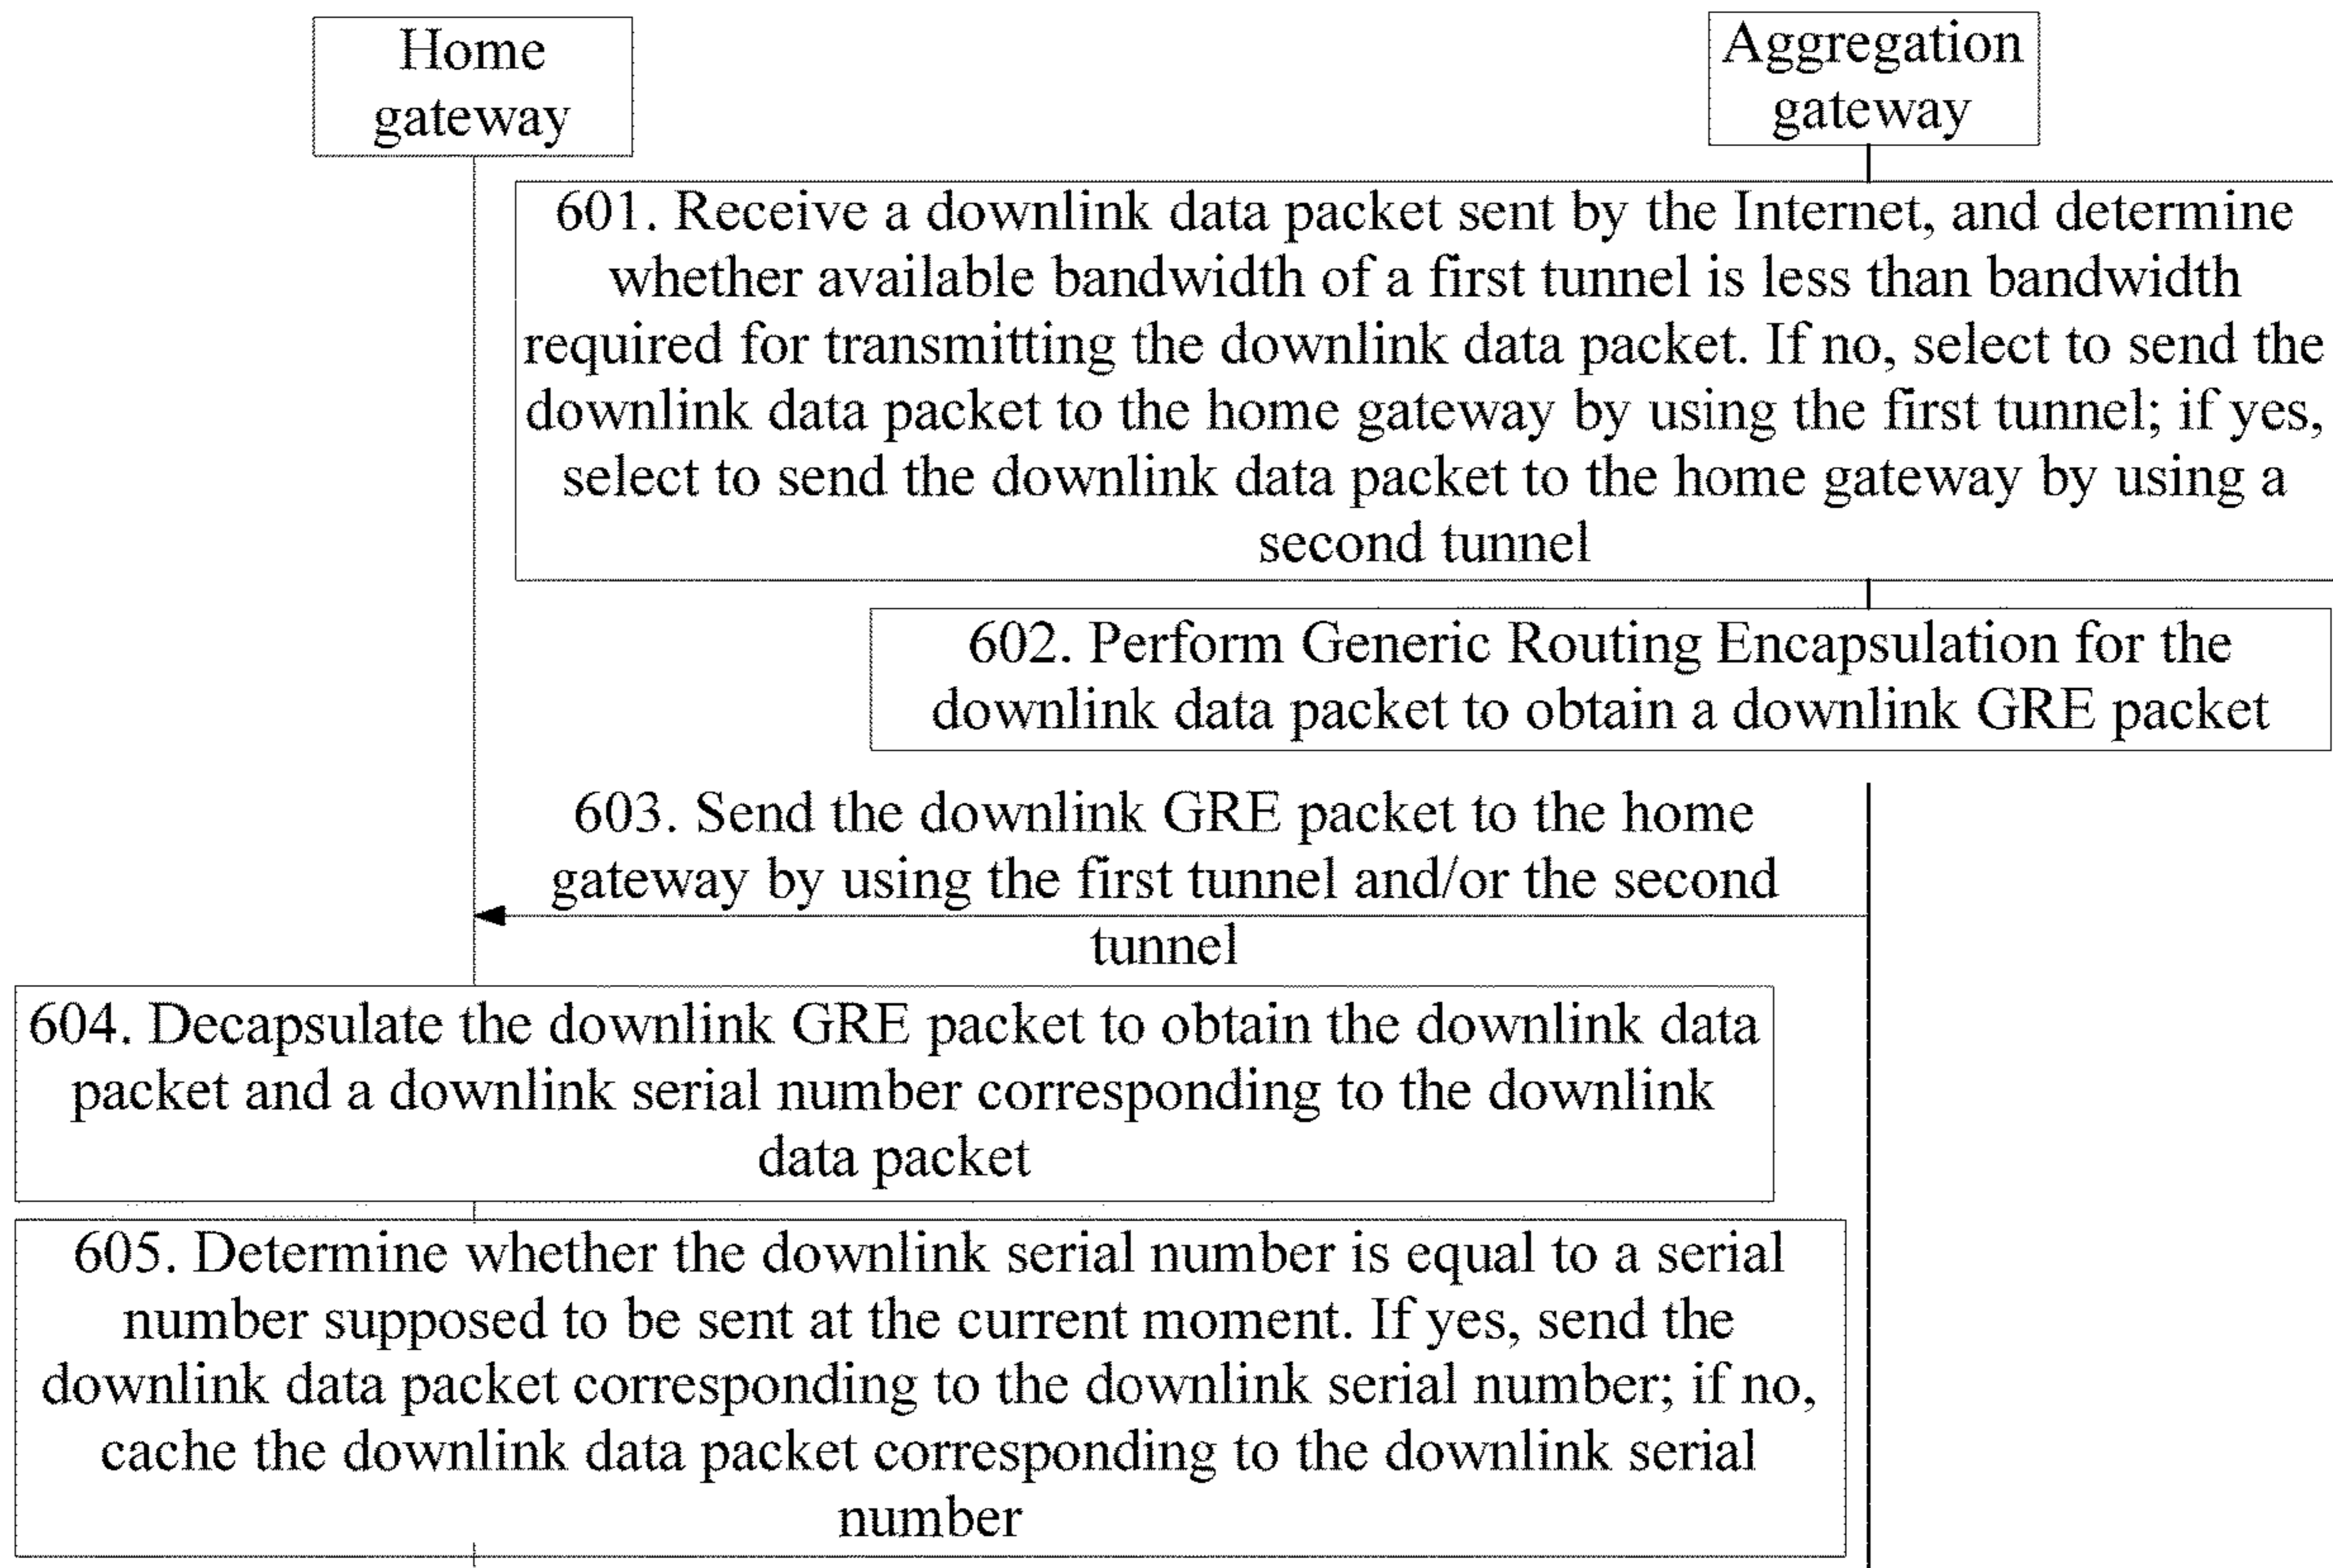 Home
gateway
Aggregation
gateway
601. Receive a downlink data packet sent by the Internet, and determine
whether available bandwidth of a first tunnel is less than bandwidth
required for transmitting the downlink data packet. If no, select to send the
downlink data packet to the home gateway by using the first tunnel; if yes,
select to send the downlink data packet to the home gateway by using a
second tunnel
602. Perform Generic Routing Encapsulation for the
downlink data packet to obtain a downlink GRE packet
603. Send the downlink GRE packet to the home
gateway by using the first tunnel and/or the second
tunnel
604. Decapsulate the downlink GRE packet to obtain the downlink data
packet and a downlink serial number corresponding to the downlink
data packet
605. Determine whether the downlink serial number is equal to a serial
number supposed to be sent at the current moment. If yes, send the
downlink data packet corresponding to the downlink serial number; if no,
cache the downlink data packet corresponding to the downlink serial
number